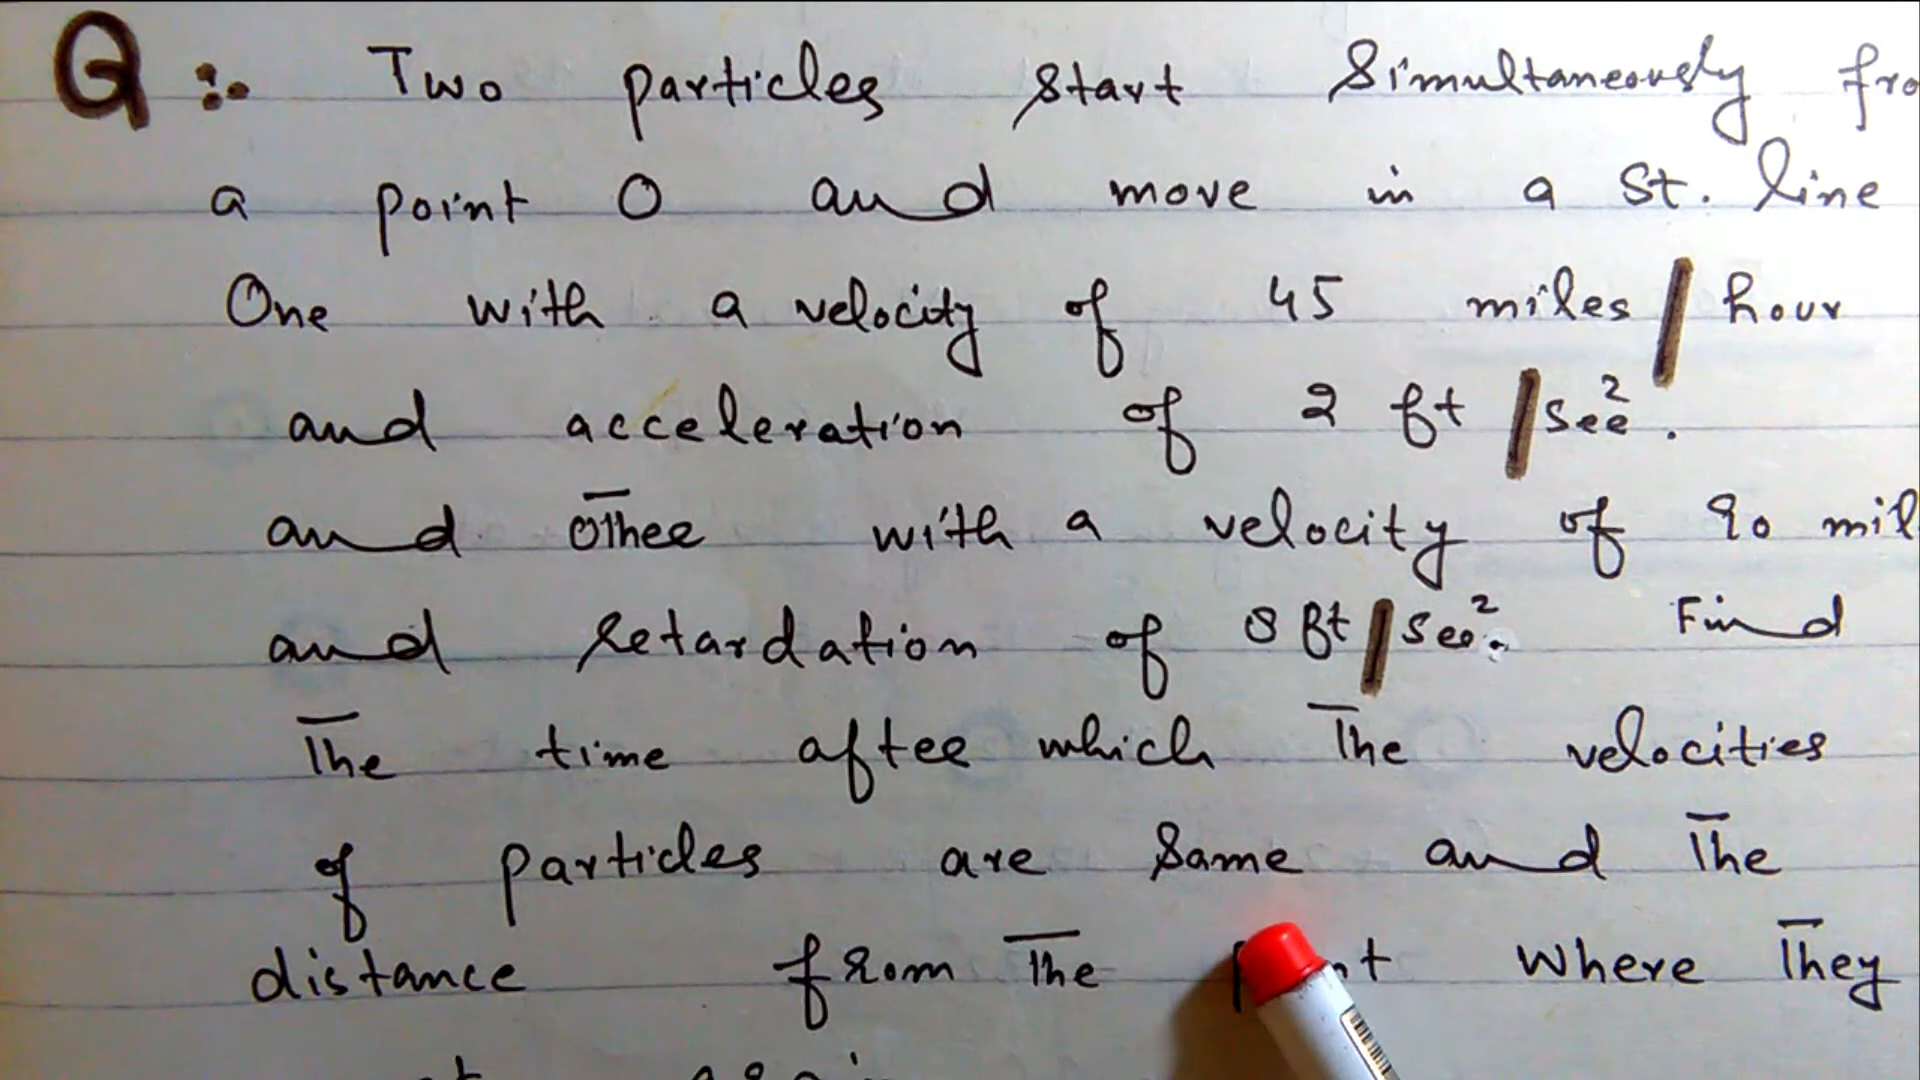 Q:- Two particles start simultaneously fro
a point O and move in a st. line
One with a velocity of 45 miles/hour
and acceleration of 2 ft/sec².
and other with a velocity of 90 mil
and retardation of 8 ft/sec². Find
The time after which The velocities
of particles are same and The
distance from The where They